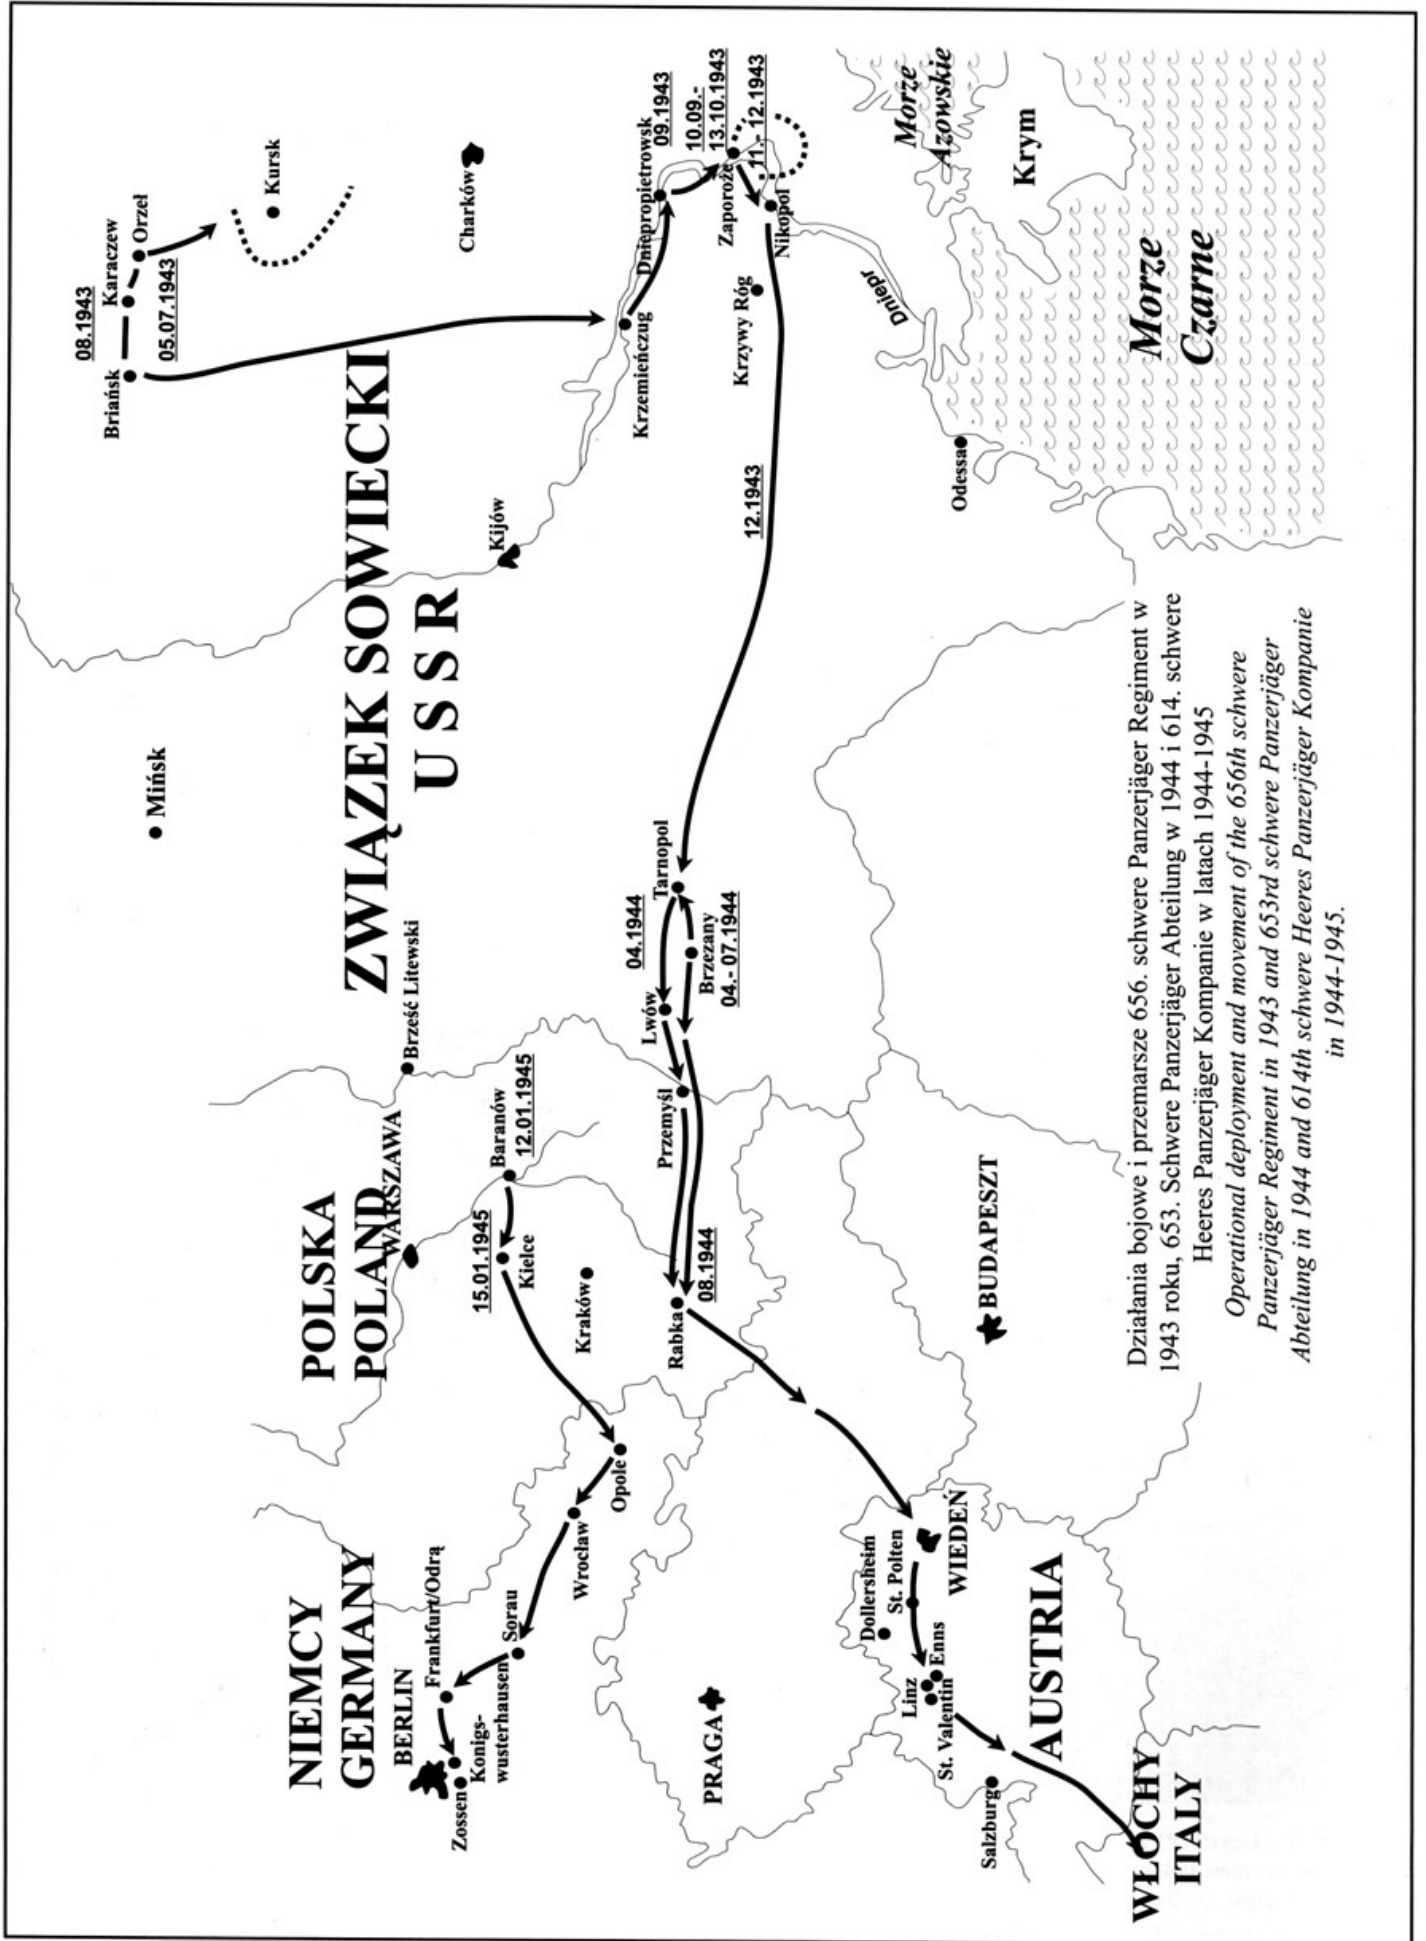 NIEMCY
GERMANY
BERLIN
Frankfurt/Odrą
Zossen
Konigs-
wusterhausen
Sorau
Wrocław
Opole
PRAGA
POLSKA
POLAND
WARSZAWA
Brześć Litewski
Baranów
12.01.1945
15.01.1945
Kielce
Kraków
Rabka
08.1944
Przemyśl
Lwów
04.1944
Tarnopol
Brzezany
04.- 07.1944
ZWIĄZEK SOWIECKI
U S S R
Mińsk
Kijów
08.1943
Briańsk
Karaczew
Orzeł
05.07.1943
Kursk
Charków
Krzemieńczug
Dniepropietrowsk
09.1943
10.09.-
13.10.1943
Zaporoże
11.- 12.1943
Nikopol
Krzywy Róg
12.1943
Dniepr
Odessa
Morze
Azowskie
Krym
Morze
Czarne
BUDAPESZT
WIEDEŃ
Dollersheim
St. Polten
Enns
Linz
St. Valentin
Salzburg
AUSTRIA
WŁOCHY
ITALY
Działania bojowe i przemarsze 656. schwere Panzerjäger Regiment w
1943 roku, 653. Schwere Panzerjäger Abteilung w 1944 i 614. schwere
Heeres Panzerjäger Kompanie w latach 1944-1945
Operational deployment and movement of the 656th schwere
Panzerjäger Regiment in 1943 and 653rd schwere Panzerjäger
Abteilung in 1944 and 614th schwere Heeres Panzerjäger Kompanie
in 1944-1945.